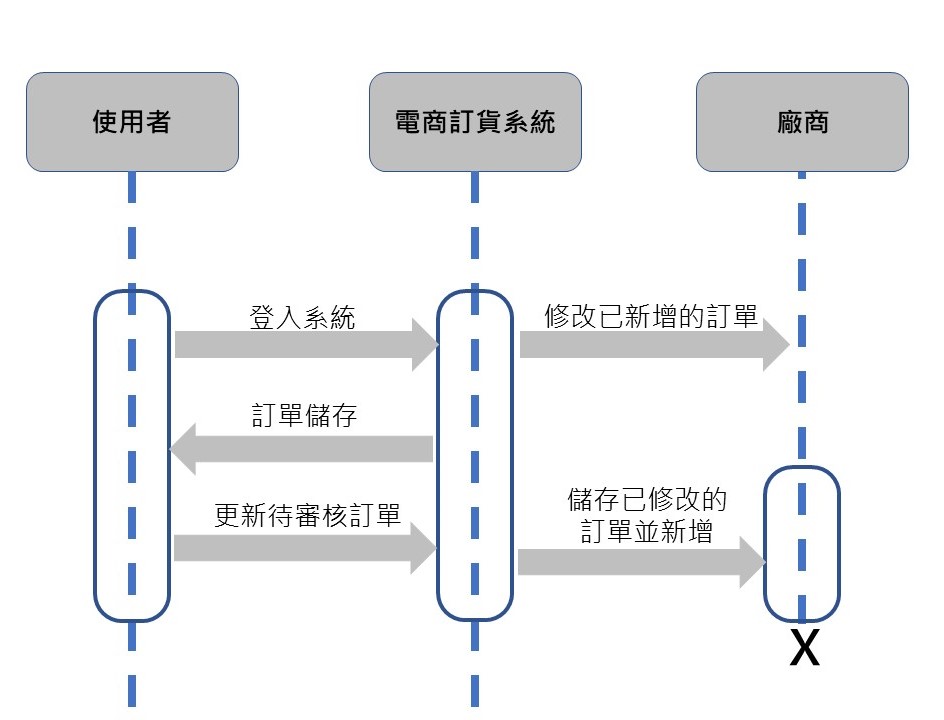 使用者
電商訂貨系統
廠商
登入系統
修改已新增的訂單
訂單儲存
更新待審核訂單
儲存已修改的
訂單並新增
X